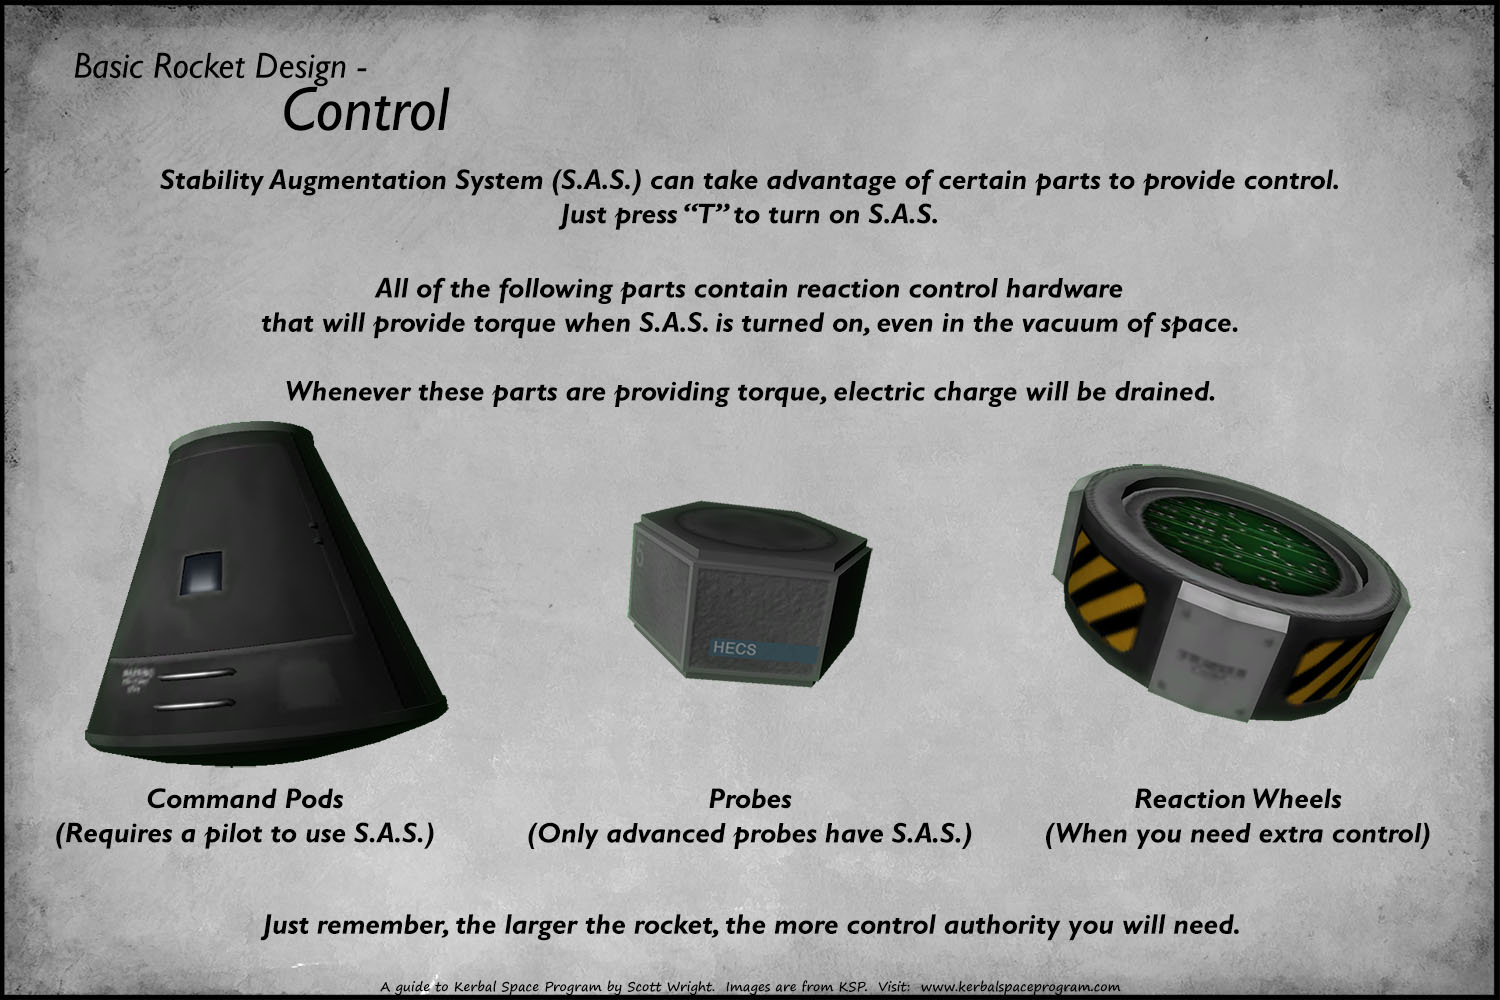 Basic Rocket Design -
Control
Stability Augmentation System (S.A.S.) can take advantage of certain parts to provide control.
Just press “T” to turn on S.A.S.
All of the following parts contain reaction control hardware
that will provide torque when S.A.S. is turned on, even in the vacuum of space.
Whenever these parts are providing torque, electric charge will be drained.
5
HECS
Command Pods
(Requires a pilot to use S.A.S.)
Probes
(Only advanced probes have S.A.S.)
Reaction Wheels
(When you need extra control)
Just remember, the larger the rocket, the more control authority you will need.
A guide to Kerbal Space Program by Scott Wright. Images are from KSP. Visit: www.kerbalspaceprogram.com